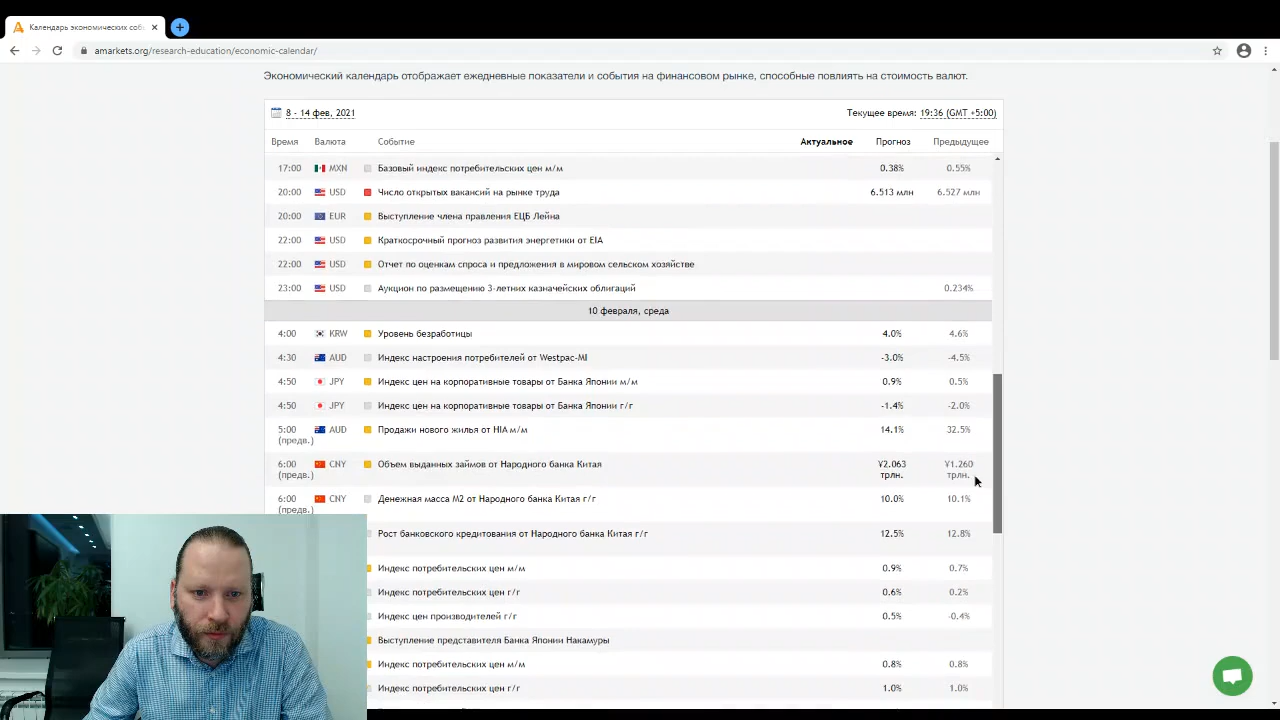 Календарь экономических соб
amarkets.org/research-education/economic-calendar/
Экономический календарь отображает ежедневные показатели и события на финансовом рынке, способные повлиять на стоимость валют.
8 - 14 фев, 2021 Текущее время: 19:36 (GMT +5:00)
Время Валюта Событие Актуальное Прогноз Предыдущее
17:00 MXN Базовый индекс потребительских цен м/м 0.38% 0.55%
20:00 USD Число открытых вакансий на рынке труда 6.513 млн 6.527 млн
20:00 EUR Выступление члена правления ЕЦБ Лейна
22:00 USD Краткосрочный прогноз развития энергетики от EIA
22:00 USD Отчет по оценкам спроса и предложения в мировом сельском хозяйстве
23:00 USD Аукцион по размещению 3-летних казначейских облигаций 0.234%
10 февраля, среда
4:00 KRW Уровень безработицы 4.0% 4.6%
4:30 AUD Индекс настроения потребителей от Westpac-MI -3.0% -4.5%
4:50 JPY Индекс цен на корпоративные товары от Банка Японии м/м 0.9% 0.5%
4:50 JPY Индекс цен на корпоративные товары от Банка Японии г/г -1.4% -2.0%
5:00 AUD Продажи нового жилья от HIA м/м 14.1% 32.5%
(предв.)
6:00 CNY Объем выданных займов от Народного банка Китая ¥2.063 ¥1.260
(предв.) трлн. трлн.
6:00 CNY Денежная масса М2 от Народного банка Китая г/г 10.0% 10.1%
(предв.)
Рост банковского кредитования от Народного банка Китая г/г 12.5% 12.8%
Индекс потребительских цен м/м 0.9% 0.7%
Индекс потребительских цен г/г 0.6% 0.2%
Индекс цен производителей г/г 0.5% -0.4%
Выступление представителя Банка Японии Накамуры
Индекс потребительских цен м/м 0.8% 0.8%
Индекс потребительских цен г/г 1.0% 1.0%